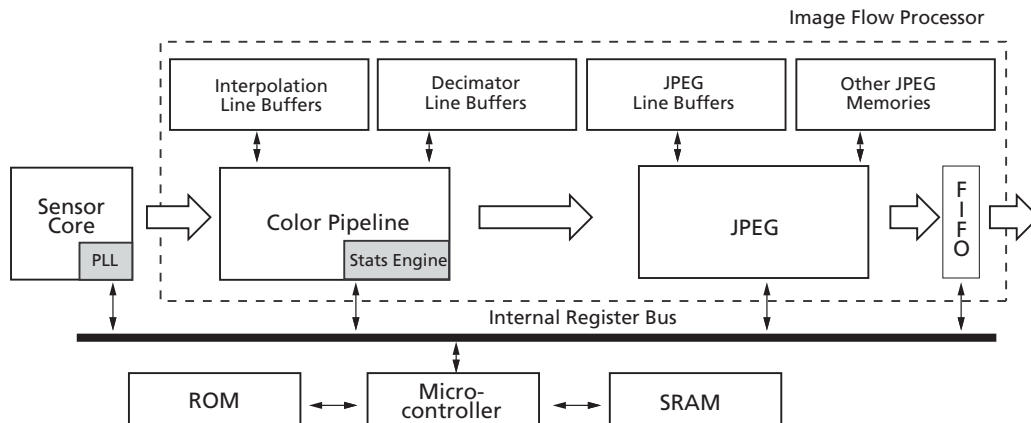 Image Flow Processor
Interpolation
Line Buffers
Decimator
Line Buffers
JPEG
Line Buffers
Other JPEG
Memories
Sensor
Core
PLL
Color Pipeline
Stats Engine
JPEG
F
I
F
O
Internal Register Bus
ROM
Micro-
controller
SRAM